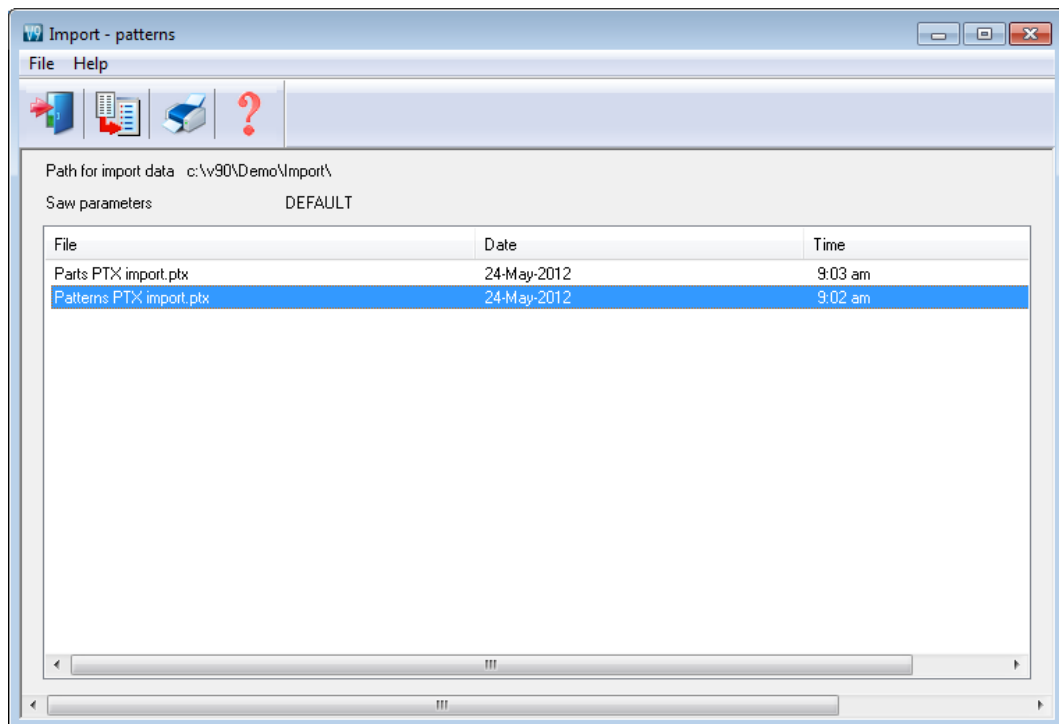 V9 Import - patterns
File Help
?
Path for import data c:\v90\Demo\Import\
Saw parameters DEFAULT
File Date Time
Parts PTX import.ptx 24-May-2012 9:03 am
Patterns PTX import.ptx 24-May-2012 9:02 am